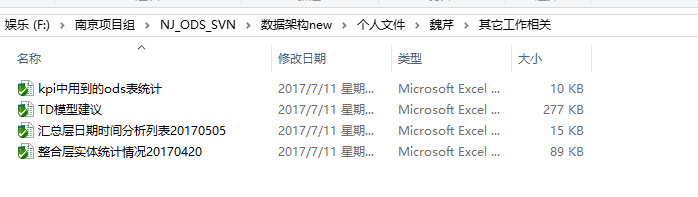 娱乐 (F:) 南京项目组 NJ_ODS_SVN 数据架构new 个人文件 魏芹 其它工作相关
名称 修改日期 类型 大小
kpi中用到的ods表统计 2017/7/11 星期... Microsoft Excel ... 10 KB
TD模型建议 2017/7/11 星期... Microsoft Excel ... 277 KB
汇总层日期时间分析列表20170505 2017/7/11 星期... Microsoft Excel ... 15 KB
整合层实体统计情况20170420 2017/7/11 星期... Microsoft Excel ... 89 KB